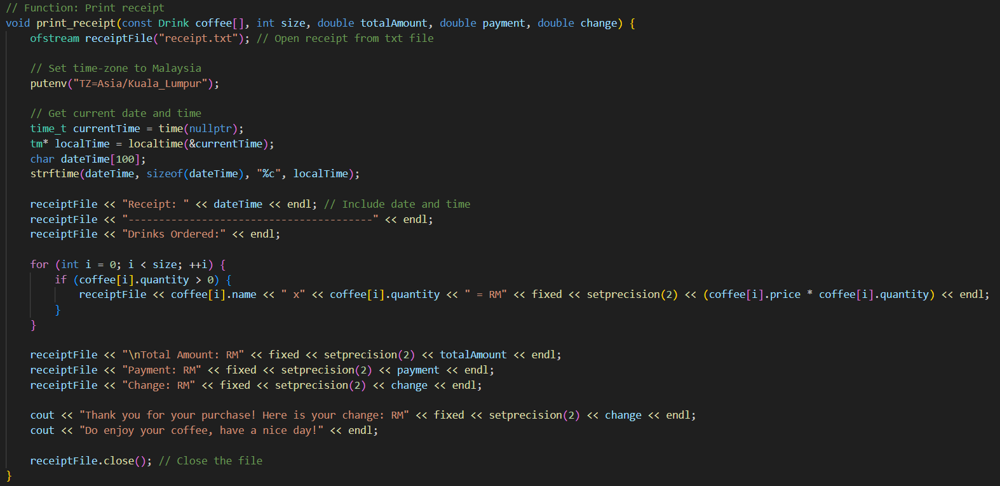 // Function: Print receipt
void print_receipt(const Drink coffee[], int size, double totalAmount, double payment, double change) {
    ofstream receiptFile("receipt.txt"); // Open receipt from txt file

    // Set time-zone to Malaysia
    putenv("TZ=Asia/Kuala_Lumpur");

    // Get current date and time
    time_t currentTime = time(nullptr);
    tm* localTime = localtime(&currentTime);
    char dateTime[100];
    strftime(dateTime, sizeof(dateTime), "%c", localTime);

    receiptFile << "Receipt: " << dateTime << endl; // Include date and time
    receiptFile << "----------------------------------------" << endl;
    receiptFile << "Drinks Ordered:" << endl;

    for (int i = 0; i < size; ++i) {
        if (coffee[i].quantity > 0) {
            receiptFile << coffee[i].name << " x" << coffee[i].quantity << " = RM" << fixed << setprecision(2) << (coffee[i].price * coffee[i].quantity) << endl;
        }
    }

    receiptFile << "\nTotal Amount: RM" << fixed << setprecision(2) << totalAmount << endl;
    receiptFile << "Payment: RM" << fixed << setprecision(2) << payment << endl;
    receiptFile << "Change: RM" << fixed << setprecision(2) << change << endl;

    cout << "Thank you for your purchase! Here is your change: RM" << fixed << setprecision(2) << change << endl;
    cout << "Do enjoy your coffee, have a nice day!" << endl;

    receiptFile.close(); // Close the file
}